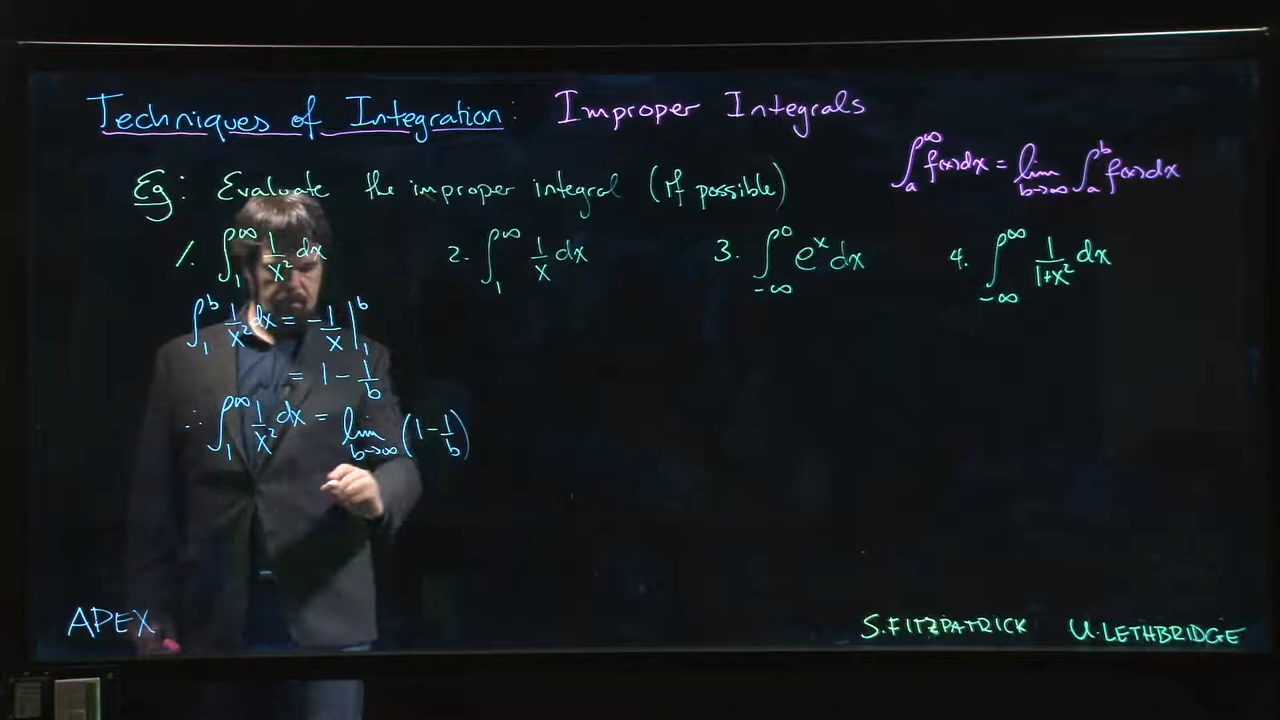 Techniques of Integration: Improper Integrals
∫_a^∞ f(x)dx = lim_{b→∞} ∫_a^b f(x)dx
Eg: Evaluate the improper integral (if possible)
1. ∫_1^∞ 1/x² dx 2. ∫_1^∞ 1/x dx 3. ∫_{-∞}^0 e^x dx 4. ∫_{-∞}^∞ 1/(1+x²) dx
∫_1^b 1/x² dx = -1/x |_1^b
= 1 - 1/b
∴ ∫_1^∞ 1/x² dx = lim_{b→∞} (1 - 1/b)
APEX
S.FITZPATRICK U.LETHBRIDGE